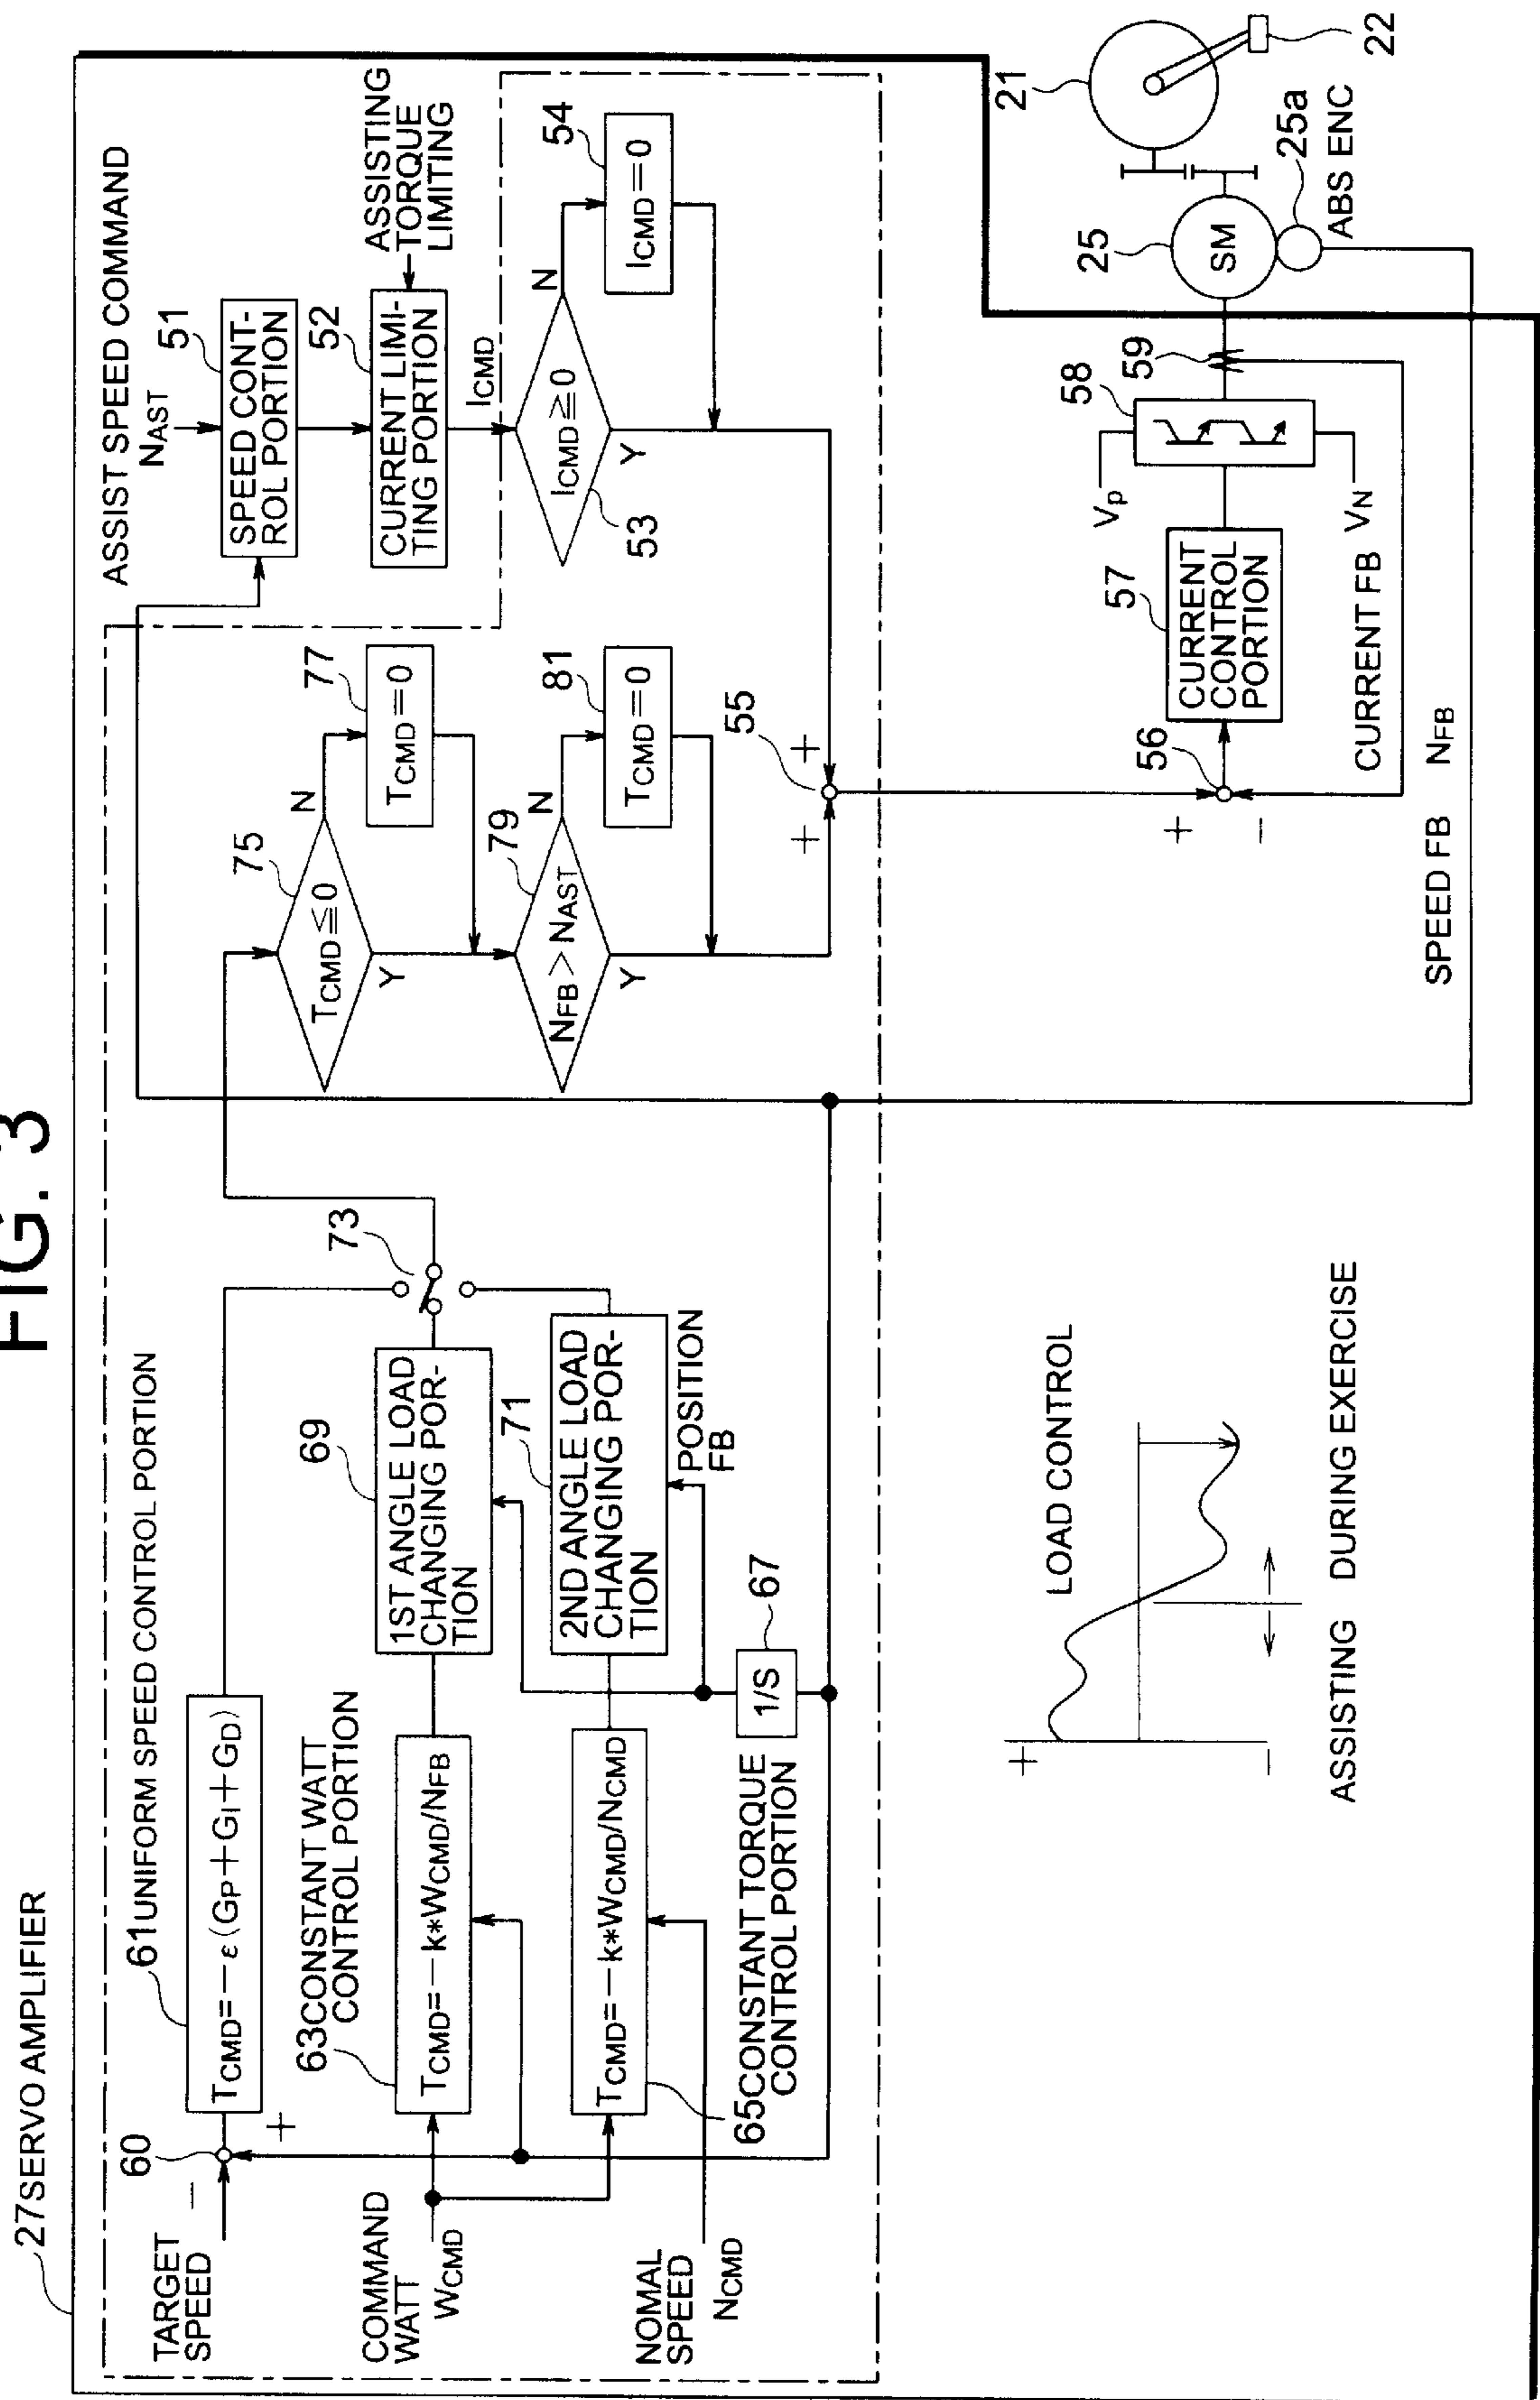 FIG. 3
27 SERVO AMPLIFIER
TARGET
SPEED
−
60
+
61 UNIFORM SPEED CONTROL PORTION
TCMD=−ε(GP+GI+GD)
COMMAND
WATT
WCMD
63 CONSTANT WATT
CONTROL PORTION
TCMD=−k*WCMD/NFB
NOMAL
SPEED
NCMD
TCMD=−k*WCMD/NCMD
65 CONSTANT TORQUE
CONTROL PORTION
1/S
67
69
1ST ANGLE LOAD
CHANGING POR-
TION
71
2ND ANGLE LOAD
CHANGING POR-
TION
POSITION
FB
73
75
TCMD≦0
N
Y
77
TCMD=0
79
NFB>NAST
N
Y
81
TCMD=0
55
+
+
ASSIST SPEED COMMAND
NAST
51
SPEED CONT-
ROL PORTION
52
CURRENT LIMI-
TING PORTION
ASSISTING
TORQUE
LIMITING
ICMD
ICMD≧0
53
N
Y
54
ICMD=0
56
+
−
57
CURRENT
CONTROL
PORTION
58
VP
VN
59
CURRENT FB
SPEED FB NFB
25
SM
25a
ABS ENC
21
22
LOAD CONTROL
+
−
ASSISTING DURING EXERCISE